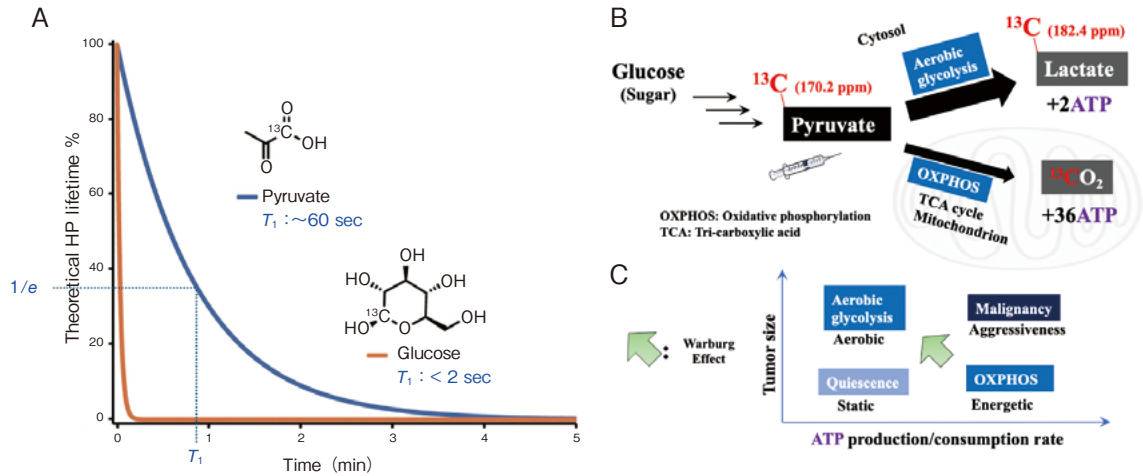 A
Theoretical HP lifetime %
100
80
60
40
20
0
1/e
0
1
2
3
4
5
T₁
Time (min)
¹³C
O
OH
O
Pyruvate
T₁ : ~60 sec
OH
HO
OH
¹³C
HO
O
OH
Glucose
T₁ : < 2 sec
B
Glucose
(Sugar)
¹³C (170.2 ppm)
Pyruvate
Cytosol
Aerobic
glycolysis
¹³C (182.4 ppm)
Lactate
+2ATP
OXPHOS
TCA cycle
Mitochondrion
¹³CO₂
+36ATP
OXPHOS: Oxidative phosphorylation
TCA: Tri-carboxylic acid
C
: Warburg
Effect
Tumor size
Aerobic
glycolysis
Aerobic
Malignancy
Aggressiveness
Quiescence
Static
OXPHOS
Energetic
ATP production/consumption rate